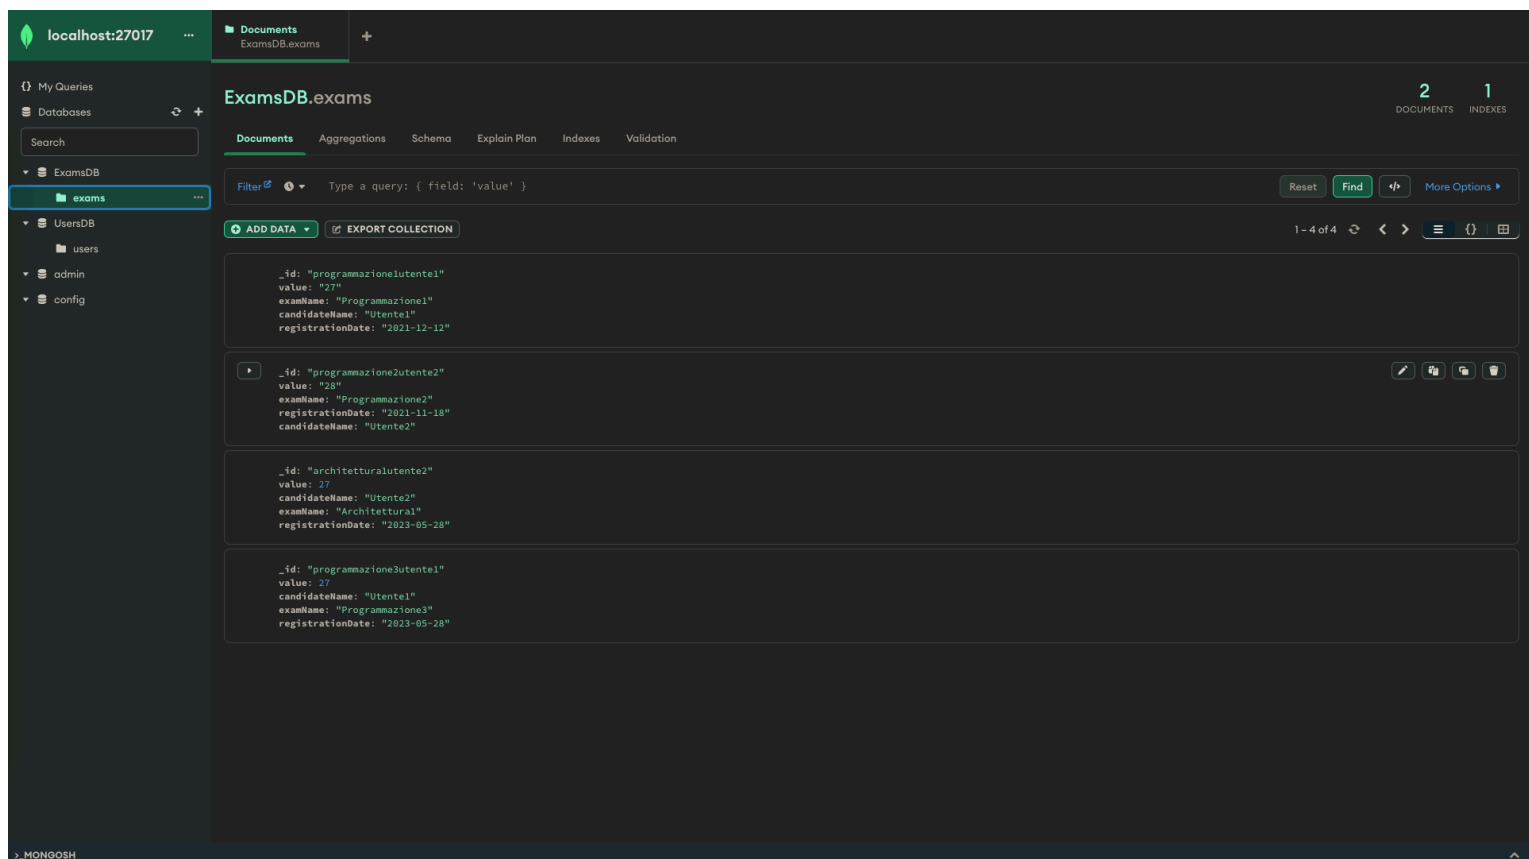 localhost:27017
Documents
ExamsDB.exams
{} My Queries
Databases
Search
ExamsDB
exams
UsersDB
users
admin
config
ExamsDB.exams
2
DOCUMENTS
1
INDEXES
Documents Aggregations Schema Explain Plan Indexes Validation
Filter Type a query: { field: 'value' } Reset Find </> More Options
ADD DATA EXPORT COLLECTION 1 – 4 of 4 {}
_id: "programmazione1utente1"
value: "27"
examName: "Programmazione1"
candidateName: "Utente1"
registrationDate: "2021-12-12"
_id: "programmazione2utente2"
value: "28"
examName: "Programmazione2"
registrationDate: "2021-11-18"
candidateName: "Utente2"
_id: "architettura1utente2"
value: 27
candidateName: "Utente2"
examName: "Architettura1"
registrationDate: "2023-05-28"
_id: "programmazione3utente1"
value: 27
candidateName: "Utente1"
examName: "Programmazione3"
registrationDate: "2023-05-28"
>_MONGOSH